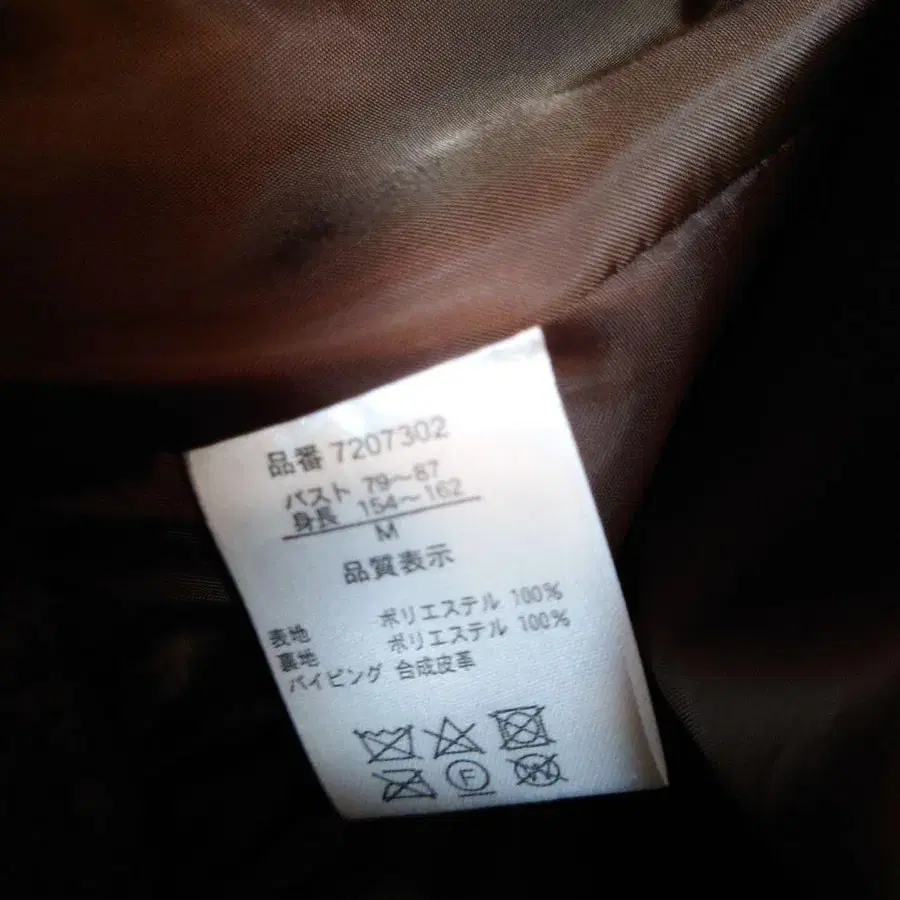 品番 7207302
バスト 79～87
身長 154～162
M
品質表示
表地 ポリエステル 100%
裏地 ポリエステル 100%
パイピング 合成皮革
F
W